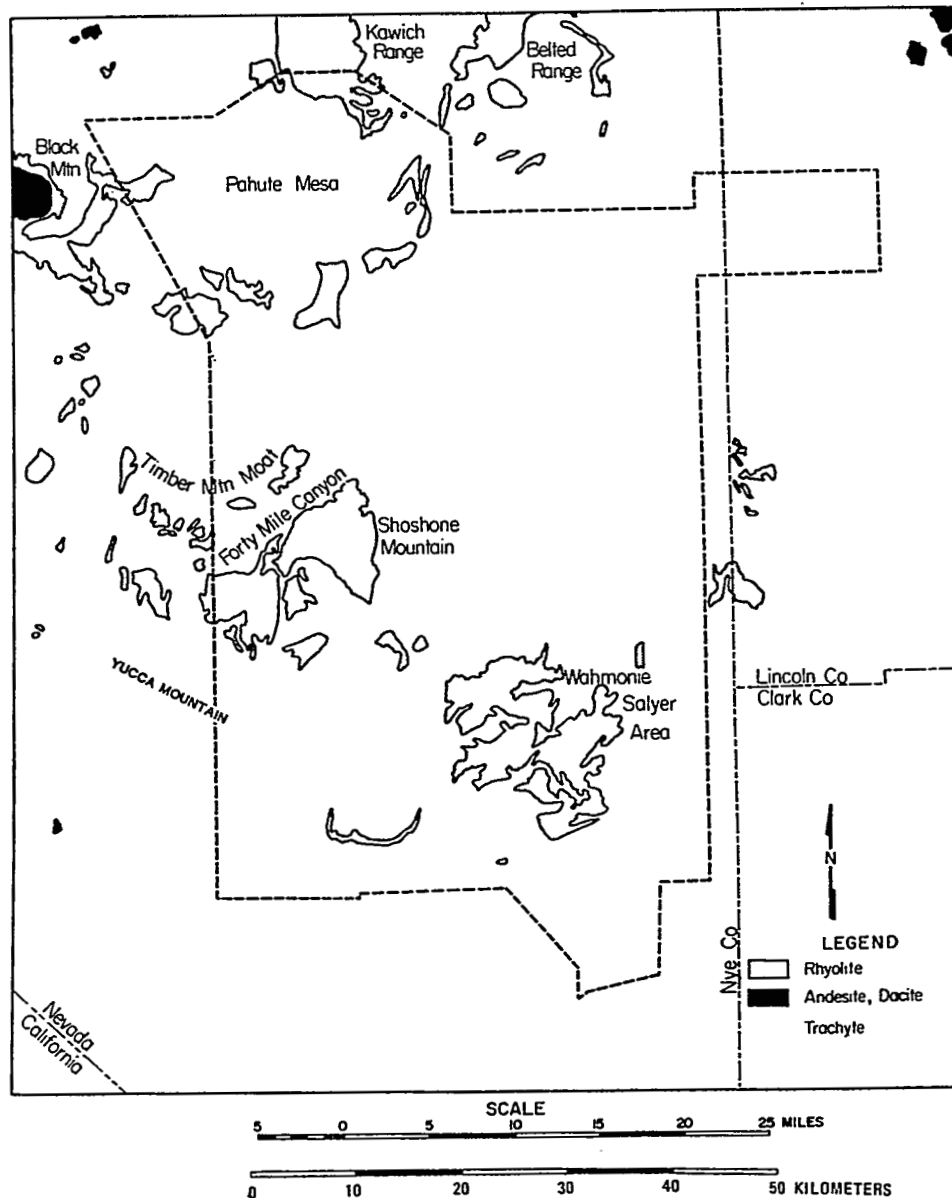 Kawich
Range
Belted
Range
Black
Mtn
Pahute Mesa
Timber Mtn Moat
Forty Mile Canyon
Shoshone
Mountain
YUCCA MOUNTAIN
Wahmonie
Salyer
Area
Lincoln Co
Clark Co
N
Nye Co
LEGEND
Rhyolite
Andesite, Dacite
Trachyte
Nevada
California
SCALE
5 0 5 10 15 20 25 MILES
0 10 20 30 40 50 KILOMETERS